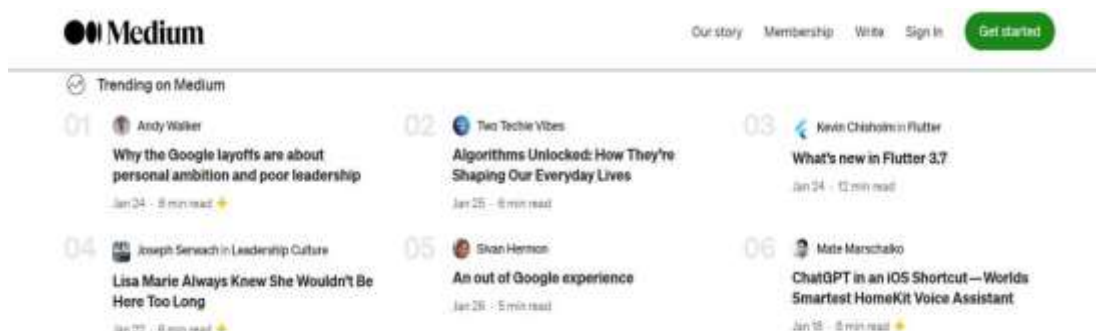 Medium
Our story Membership Write Sign In Get started
Trending on Medium
01 Andy Walker
Why the Google layoffs are about
personal ambition and poor leadership
Jan 24 · 8 min read
02 Two Techie Vibes
Algorithms Unlocked: How They're
Shaping Our Everyday Lives
Jan 25 · 6 min read
03 Kevin Chisholm in Flutter
What's new in Flutter 3.7
Jan 24 · 12 min read
04 Joseph Serwach in Leadership Culture
Lisa Marie Always Knew She Wouldn't Be
Here Too Long
min read
05 Sivan Hermon
An out of Google experience
Jan 26 · 5 min read
06 Mate Marschalko
ChatGPT in an iOS Shortcut — Worlds
Smartest HomeKit Voice Assistant
Jan 18 · 8 min read